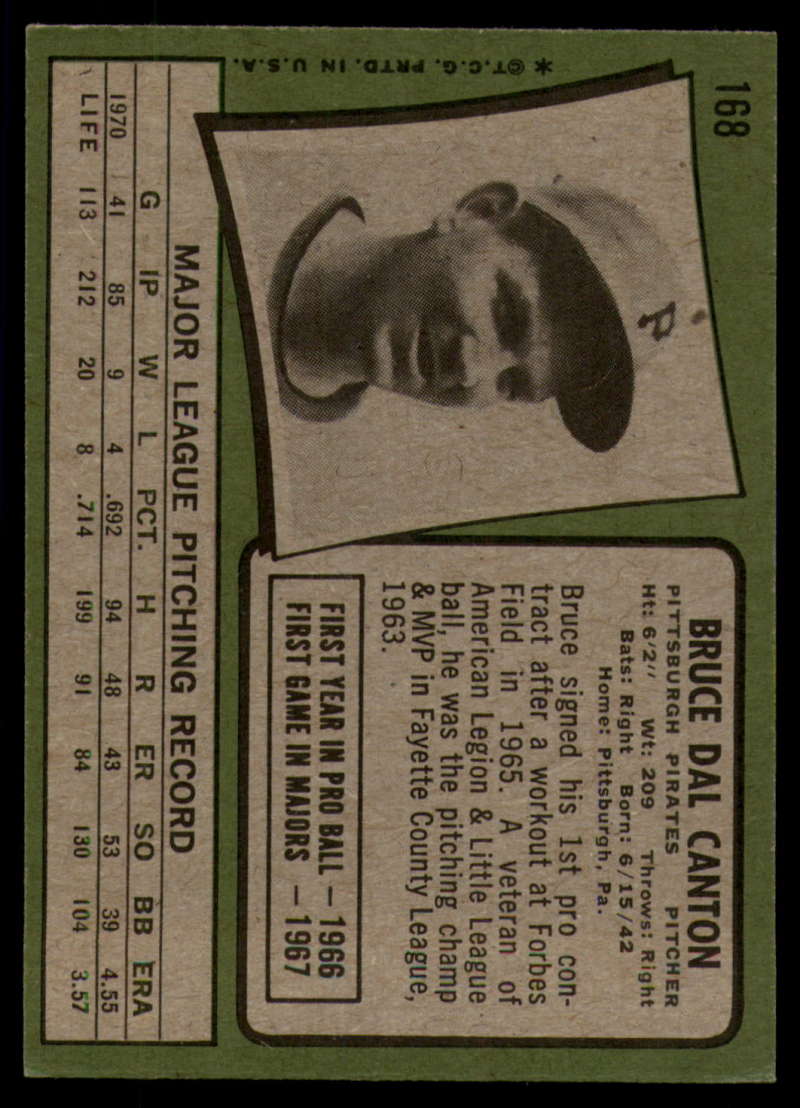 168
BRUCE DAL CANTON
PITTSBURGH PIRATES PITCHER
Ht: 6'2" Wt: 209 Throws: Right
Bats: Right Born: 6/15/42
Home: Pittsburgh, Pa.
Bruce signed his 1st pro con-
tract after a workout at Forbes
Field in 1965. A veteran of
American Legion & Little League
ball, he was the pitching champ
& MVP in Fayette County League,
1963.
FIRST YEAR IN PRO BALL — 1966
FIRST GAME IN MAJORS — 1967
P
*©T.C.G. PRTD. IN U.S.A.
MAJOR LEAGUE PITCHING RECORD
G IP W L PCT. H R ER SO BB ERA
1970 41 85 9 4 .692 94 48 43 53 39 4.55
LIFE 113 212 20 8 .714 199 91 84 130 104 3.57